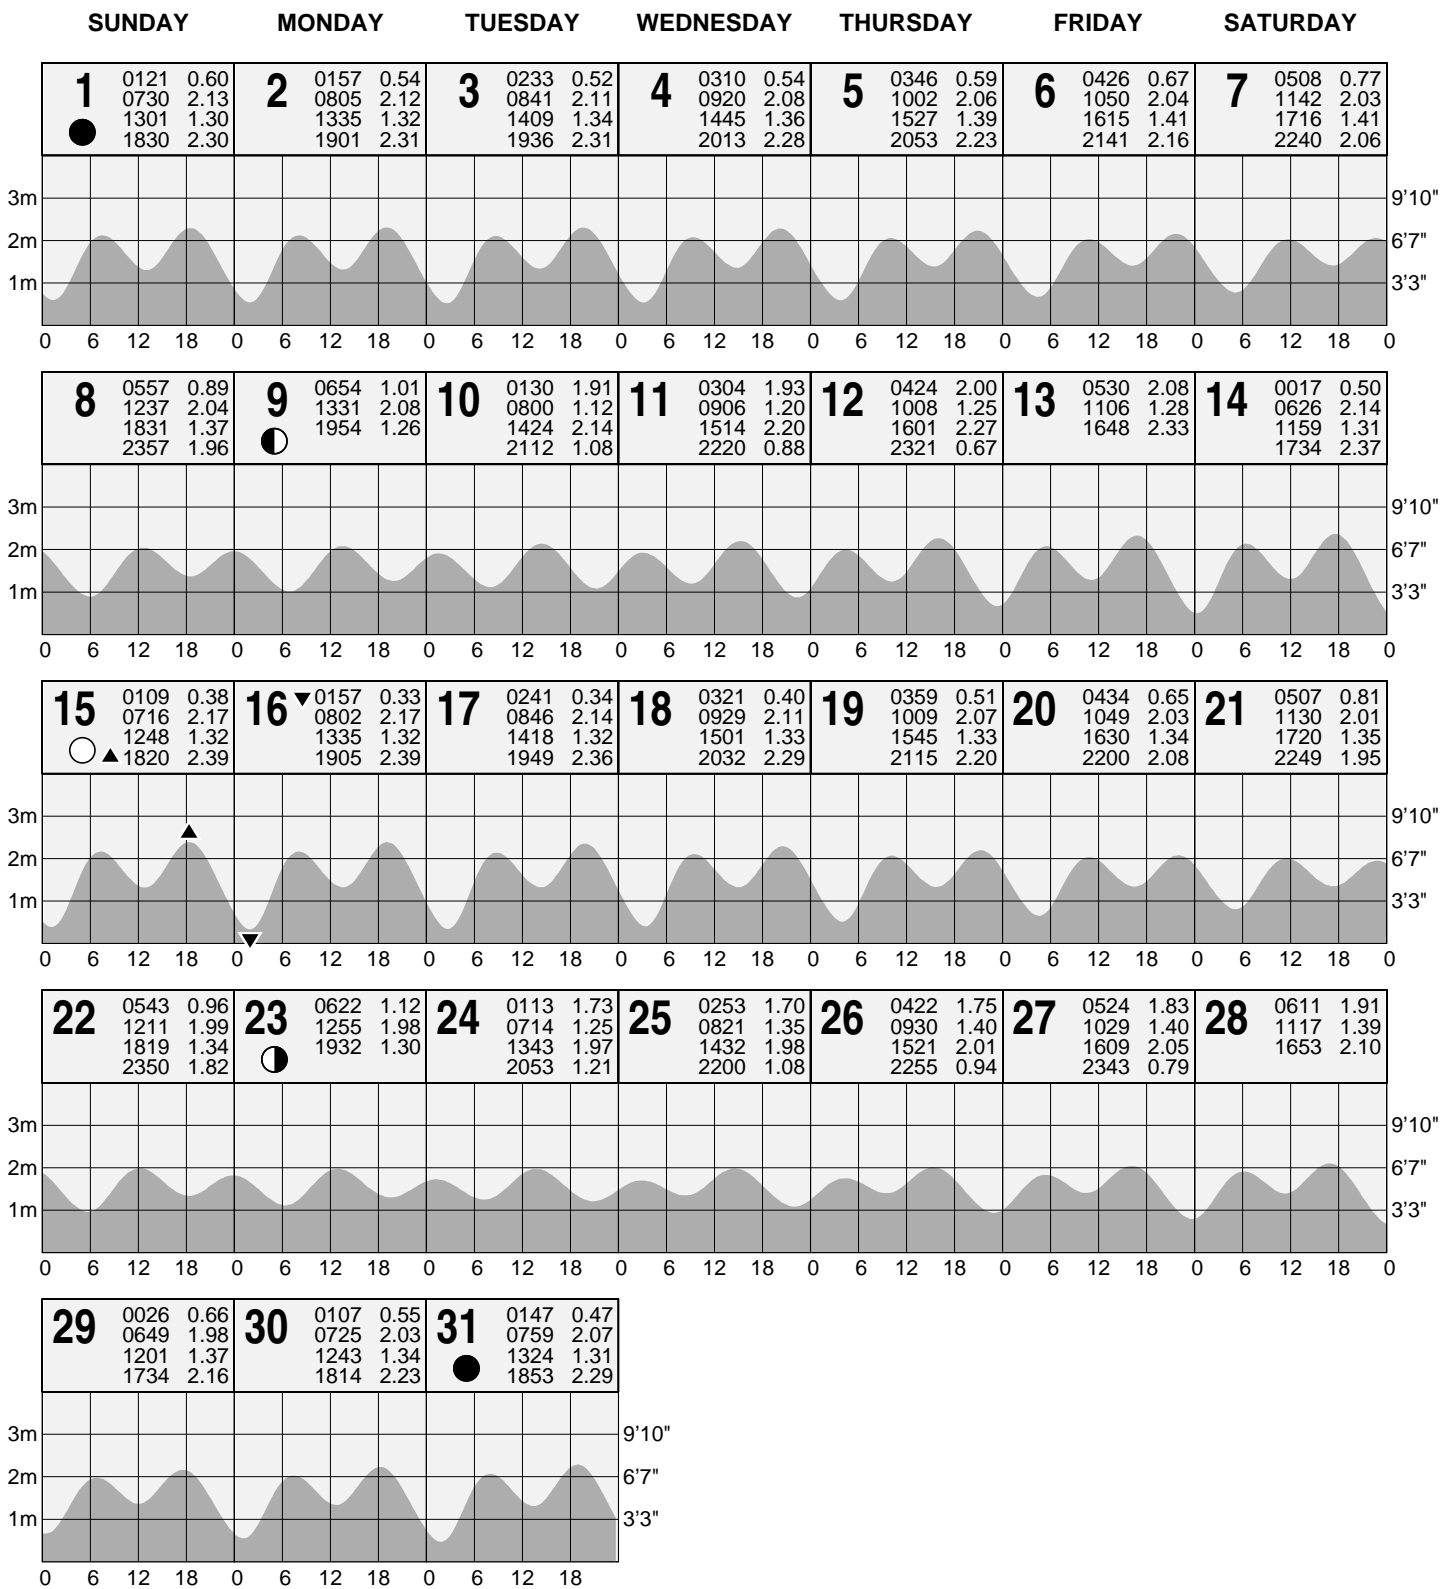 SUNDAY MONDAY TUESDAY WEDNESDAY THURSDAY FRIDAY SATURDAY
1 0121 0.60 2 0157 0.54 3 0233 0.52 4 0310 0.54 5 0346 0.59 6 0426 0.67 7 0508 0.77
0730 2.13 0805 2.12 0841 2.11 0920 2.08 1002 2.06 1050 2.04 1142 2.03
1301 1.30 1335 1.32 1409 1.34 1445 1.36 1527 1.39 1615 1.41 1716 1.41
1830 2.30 1901 2.31 1936 2.31 2013 2.28 2053 2.23 2141 2.16 2240 2.06
3m 9'10"
2m 6'7"
1m 3'3"
0 6 12 18 0 6 12 18 0 6 12 18 0 6 12 18 0 6 12 18 0 6 12 18 0 6 12 18 0
8 0557 0.89 9 0654 1.01 10 0130 1.91 11 0304 1.93 12 0424 2.00 13 0530 2.08 14 0017 0.50
1237 2.04 1331 2.08 0800 1.12 0906 1.20 1008 1.25 1106 1.28 0626 2.14
1831 1.37 1954 1.26 1424 2.14 1514 2.20 1601 2.27 1648 2.33 1159 1.31
2357 1.96 2112 1.08 2220 0.88 2321 0.67 1734 2.37
3m 9'10"
2m 6'7"
1m 3'3"
0 6 12 18 0 6 12 18 0 6 12 18 0 6 12 18 0 6 12 18 0 6 12 18 0 6 12 18 0
15 0109 0.38 16 0157 0.33 17 0241 0.34 18 0321 0.40 19 0359 0.51 20 0434 0.65 21 0507 0.81
0716 2.17 0802 2.17 0846 2.14 0929 2.11 1009 2.07 1049 2.03 1130 2.01
1248 1.32 1335 1.32 1418 1.32 1501 1.33 1545 1.33 1630 1.34 1720 1.35
1820 2.39 1905 2.39 1949 2.36 2032 2.29 2115 2.20 2200 2.08 2249 1.95
3m 9'10"
2m 6'7"
1m 3'3"
0 6 12 18 0 6 12 18 0 6 12 18 0 6 12 18 0 6 12 18 0 6 12 18 0 6 12 18 0
22 0543 0.96 23 0622 1.12 24 0113 1.73 25 0253 1.70 26 0422 1.75 27 0524 1.83 28 0611 1.91
1211 1.99 1255 1.98 0714 1.25 0821 1.35 0930 1.40 1029 1.40 1117 1.39
1819 1.34 1932 1.30 1343 1.97 1432 1.98 1521 2.01 1609 2.05 1653 2.10
2350 1.82 2053 1.21 2200 1.08 2255 0.94 2343 0.79
3m 9'10"
2m 6'7"
1m 3'3"
0 6 12 18 0 6 12 18 0 6 12 18 0 6 12 18 0 6 12 18 0 6 12 18 0 6 12 18 0
29 0026 0.66 30 0107 0.55 31 0147 0.47
0649 1.98 0725 2.03 0759 2.07
1201 1.37 1243 1.34 1324 1.31
1734 2.16 1814 2.23 1853 2.29
3m 9'10"
2m 6'7"
1m 3'3"
0 6 12 18 0 6 12 18 0 6 12 18